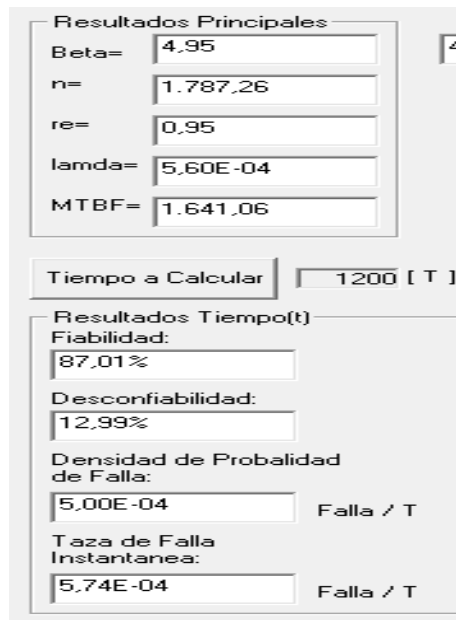 Resultados Principales
Beta= 4,95
n= 1.787,26
re= 0,95
lamda= 5,60E-04
MTBF= 1.641,06
Tiempo a Calcular 1200 [ T ]
Resultados Tiempo(t)
Fiabilidad:
87,01%
Desconfiabilidad:
12,99%
Densidad de Probalidad
de Falla:
5,00E-04 Falla / T
Taza de Falla
Instantanea:
5,74E-04 Falla / T